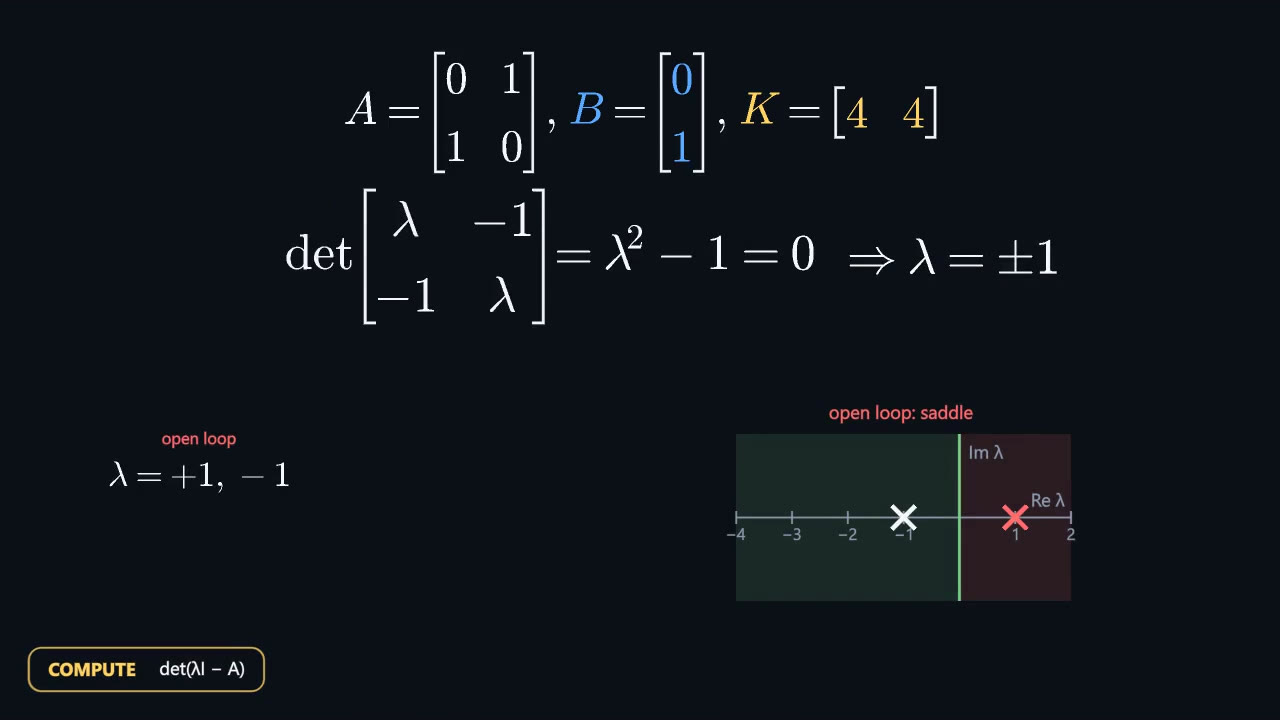 A = [0 1; 1 0], B = [0; 1], K = [4 4]
det [λ −1; −1 λ] = λ² − 1 = 0 ⇒ λ = ±1
open loop: saddle
open loop
λ = +1, − 1
Im λ
Re λ
−4 −3 −2 −1 1 2
COMPUTE det(λI − A)